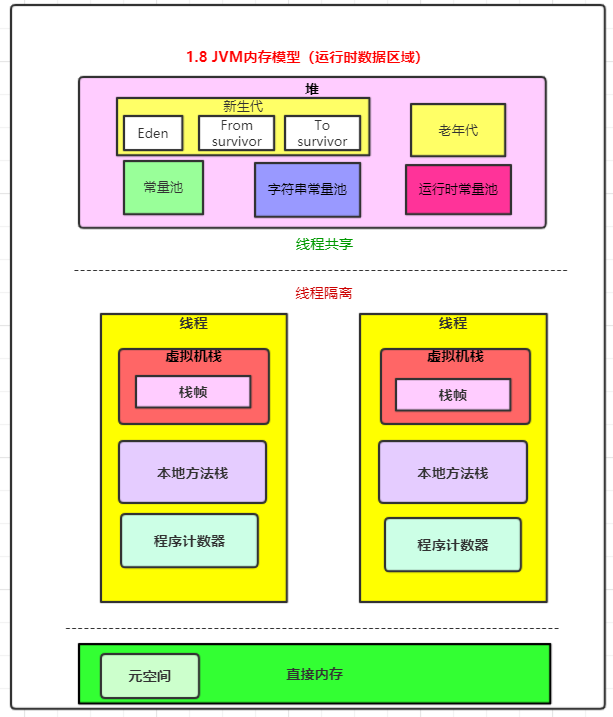 1.8 JVM内存模型（运行时数据区域）
堆
新生代
Eden
From
survivor
To
survivor
老年代
常量池
字符串常量池
运行时常量池
线程共享
线程隔离
线程
虚拟机栈
栈帧
本地方法栈
程序计数器
线程
虚拟机栈
栈帧
本地方法栈
程序计数器
元空间
直接内存